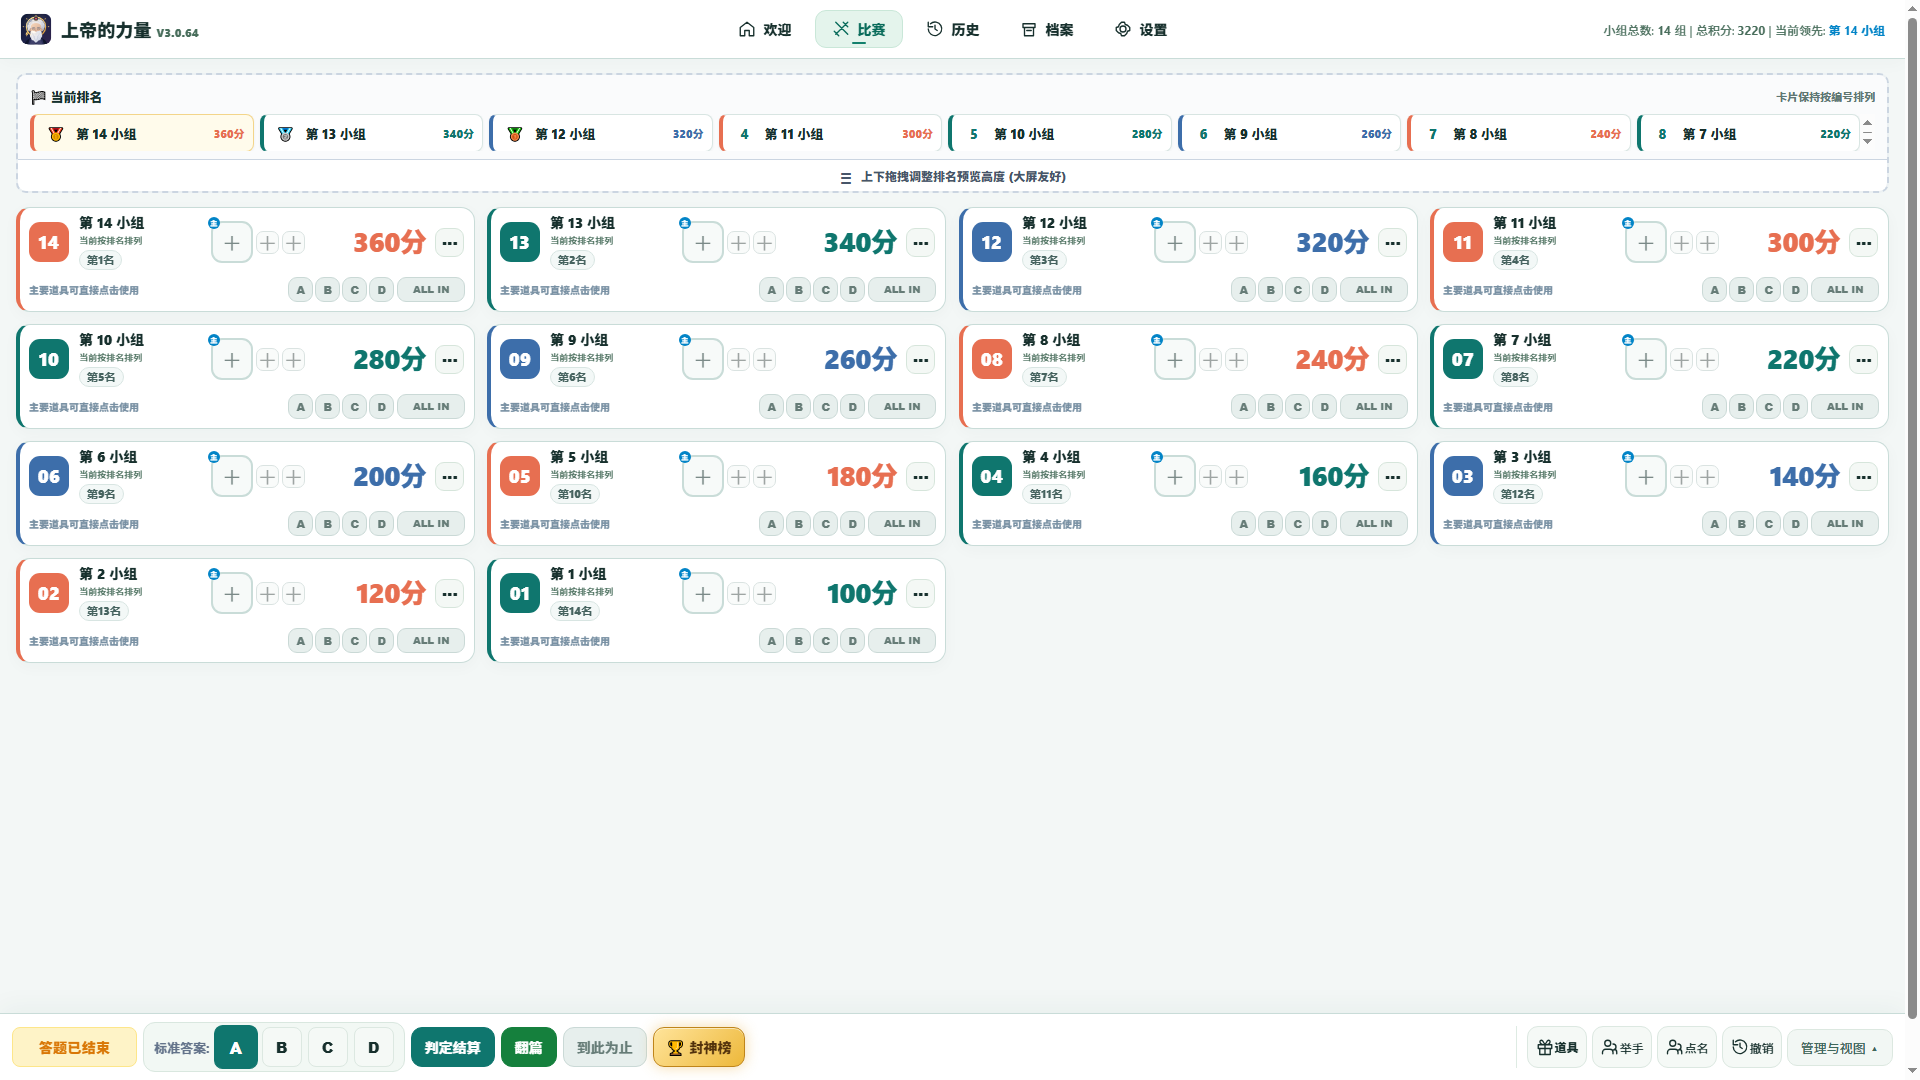 上帝的力量 V3.0.64
欢迎
比赛
历史
档案
设置
小组总数: 14 组 | 总积分: 3220 | 当前领先: 第 14 小组
当前排名
卡片保持按编号排列
第 14 小组 360分
第 13 小组 340分
第 12 小组 320分
4 第 11 小组 300分
5 第 10 小组 280分
6 第 9 小组 260分
7 第 8 小组 240分
8 第 7 小组 220分
上下拖拽调整排名预览高度 (大屏友好)
14 第 14 小组 主 360分
当前按排名排列
第1名
主要道具可直接点击使用 A B C D ALL IN
13 第 13 小组 主 340分
当前按排名排列
第2名
主要道具可直接点击使用 A B C D ALL IN
12 第 12 小组 主 320分
当前按排名排列
第3名
主要道具可直接点击使用 A B C D ALL IN
11 第 11 小组 主 300分
当前按排名排列
第4名
主要道具可直接点击使用 A B C D ALL IN
10 第 10 小组 主 280分
当前按排名排列
第5名
主要道具可直接点击使用 A B C D ALL IN
09 第 9 小组 主 260分
当前按排名排列
第6名
主要道具可直接点击使用 A B C D ALL IN
08 第 8 小组 主 240分
当前按排名排列
第7名
主要道具可直接点击使用 A B C D ALL IN
07 第 7 小组 主 220分
当前按排名排列
第8名
主要道具可直接点击使用 A B C D ALL IN
06 第 6 小组 主 200分
当前按排名排列
第9名
主要道具可直接点击使用 A B C D ALL IN
05 第 5 小组 主 180分
当前按排名排列
第10名
主要道具可直接点击使用 A B C D ALL IN
04 第 4 小组 主 160分
当前按排名排列
第11名
主要道具可直接点击使用 A B C D ALL IN
03 第 3 小组 主 140分
当前按排名排列
第12名
主要道具可直接点击使用 A B C D ALL IN
02 第 2 小组 主 120分
当前按排名排列
第13名
主要道具可直接点击使用 A B C D ALL IN
01 第 1 小组 主 100分
当前按排名排列
第14名
主要道具可直接点击使用 A B C D ALL IN
答题已结束
标准答案: A B C D
判定结算
翻篇
到此为止
封神榜
道具
举手
点名
撤销
管理与视图